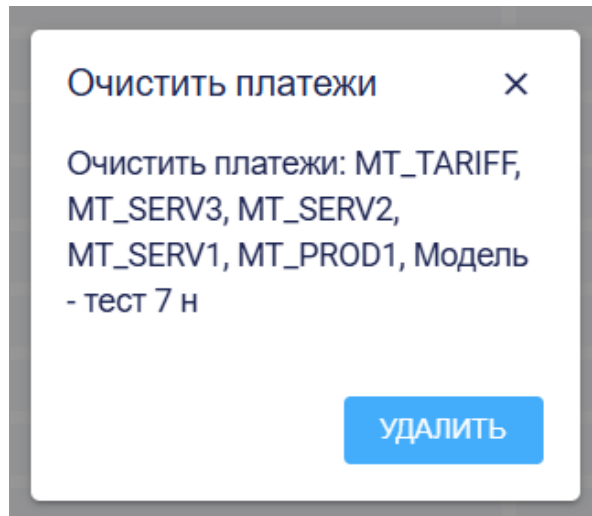 Очистить платежи
Очистить платежи: MT_TARIFF,
MT_SERV3, MT_SERV2,
MT_SERV1, MT_PROD1, Модель
- тест 7 н
УДАЛИТЬ